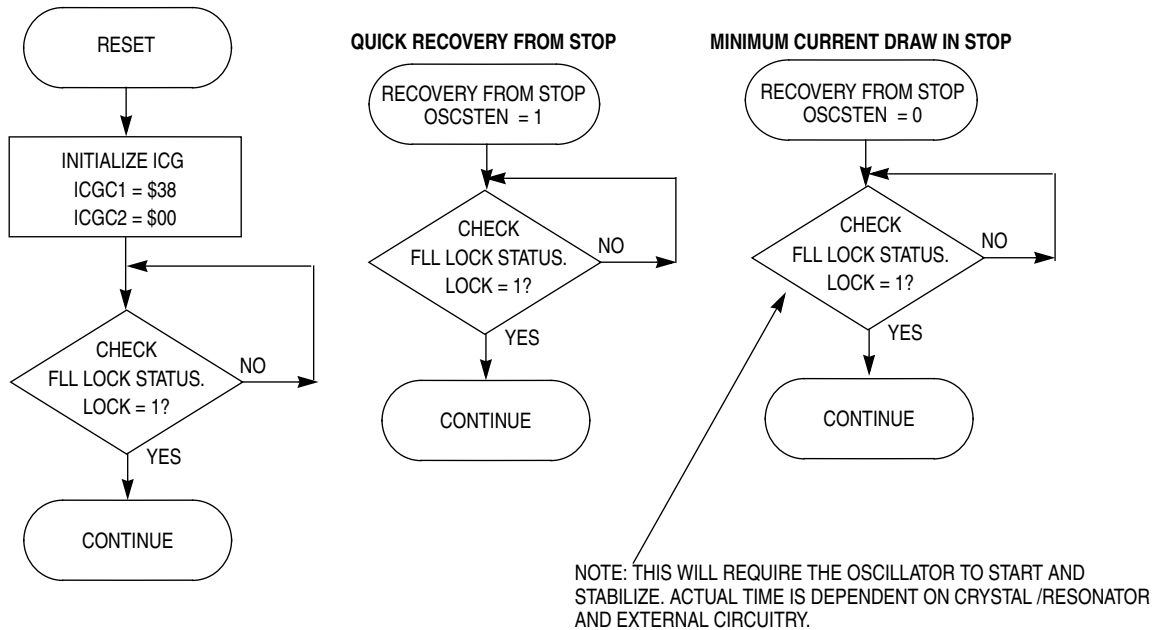 RESET
INITIALIZE ICG
ICGC1 = $38
ICGC2 = $00
CHECK
FLL LOCK STATUS.
LOCK = 1?
NO
YES
CONTINUE
QUICK RECOVERY FROM STOP
RECOVERY FROM STOP
OSCSTEN = 1
CHECK
FLL LOCK STATUS.
LOCK = 1?
NO
YES
CONTINUE
MINIMUM CURRENT DRAW IN STOP
RECOVERY FROM STOP
OSCSTEN = 0
CHECK
FLL LOCK STATUS.
LOCK = 1?
NO
YES
CONTINUE
NOTE: THIS WILL REQUIRE THE OSCILLATOR TO START AND
STABILIZE. ACTUAL TIME IS DEPENDENT ON CRYSTAL /RESONATOR
AND EXTERNAL CIRCUITRY.